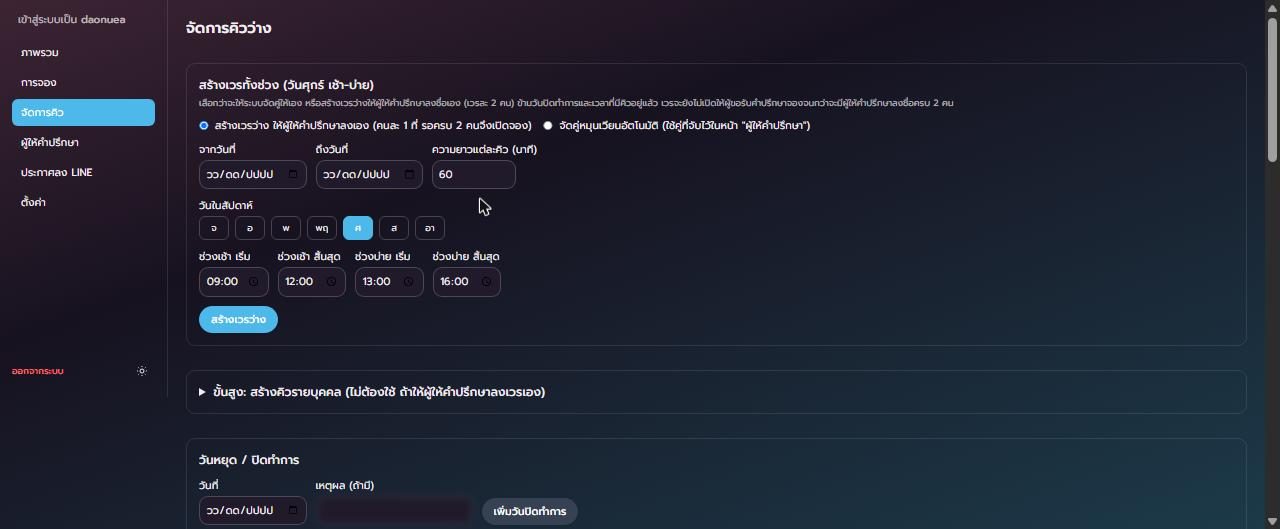 เข้าสู่ระบบเป็น daonuea
ภาพรวม
การจอง
จัดการคิว
ผู้ให้คำปรึกษา
ประกาศลง LINE
ตั้งค่า
ออกจากระบบ
จัดการคิวว่าง
สร้างเวรทั้งช่วง (วันศุกร์ เช้า-บ่าย)
เลือกว่าจะให้ระบบจัดคู่ให้เอง หรือสร้างเวรว่างให้ผู้ให้คำปรึกษาลงชื่อเอง (เวรละ 2 คน) ข้ามวันปิดทำการและเวลาที่มีคิวอยู่แล้ว เวรจะยังไม่เปิดให้ผู้ขอรับคำปรึกษาจองจนกว่าจะมีผู้ให้คำปรึกษาลงชื่อครบ 2 คน
สร้างเวรว่าง ให้ผู้ให้คำปรึกษาลงเอง (คนละ 1 ที่ รอครบ 2 คนจึงเปิดจอง) จัดคู่หมุนเวียนอัตโนมัติ (ใช้คู่ที่จับไว้ในหน้า "ผู้ให้คำปรึกษา")
จากวันที่ ถึงวันที่ ความยาวแต่ละคิว (นาที)
วว/ดด/ปปปป วว/ดด/ปปปป 60
วันในสัปดาห์
จ อ พ พฤ ศ ส อา
ช่วงเช้า เริ่ม ช่วงเช้า สิ้นสุด ช่วงบ่าย เริ่ม ช่วงบ่าย สิ้นสุด
09:00 12:00 13:00 16:00
สร้างเวรว่าง
ขั้นสูง: สร้างคิวรายบุคคล (ไม่ต้องใช้ ถ้าให้ผู้ให้คำปรึกษาลงเวรเอง)
วันหยุด / ปิดทำการ
วันที่ เหตุผล (ถ้ามี)
วว/ดด/ปปปป เพิ่มวันปิดทำการ